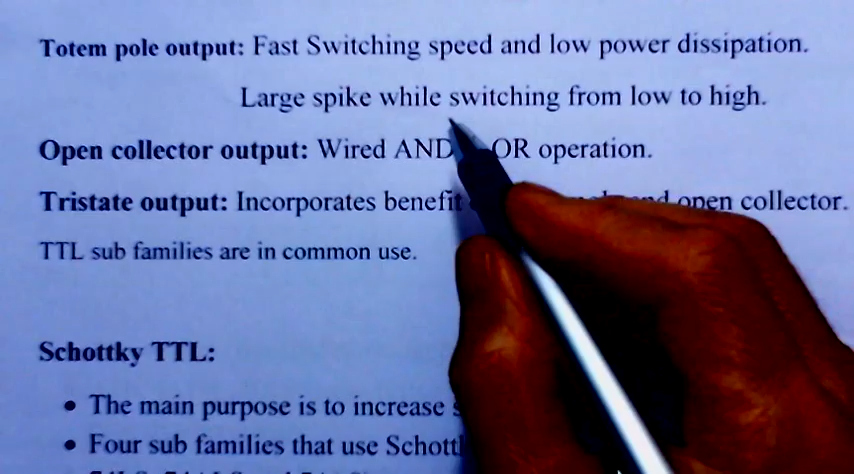 Totem pole output: Fast Switching speed and low power dissipation.
Large spike while switching from low to high.
Open collector output: Wired AND OR operation.
Tristate output: Incorporates benefit and open collector.
TTL sub families are in common use.
Schottky TTL:
• The main purpose is to increase
• Four sub families that use Schott